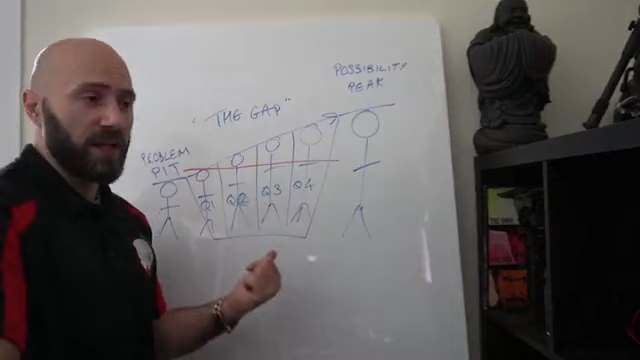 POSSIBILITY
PEAK
"THE GAP"
PROBLEM
PIT
Q1
Q2
Q3
Q4